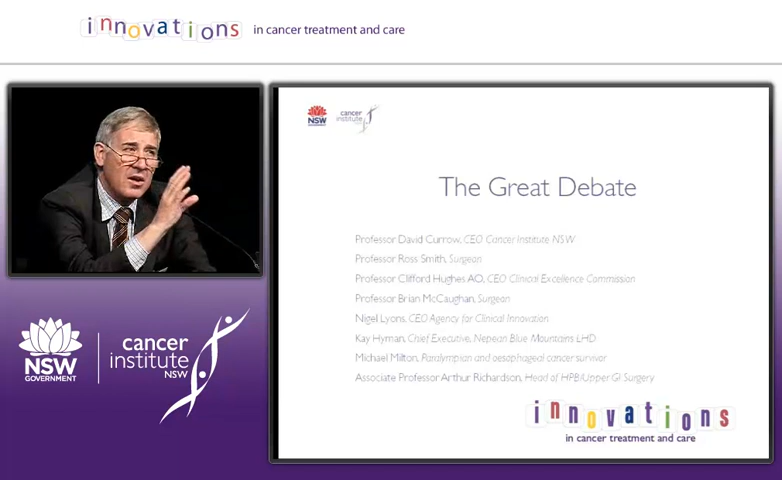 innovations in cancer treatment and care
NSW
cancer
institute
The Great Debate
Professor David Currow, CEO Cancer Institute NSW
Professor Ross Smith, Surgeon
Professor Clifford Hughes AO, CEO Clinical Excellence Commission
Professor Brian McCaughan, Surgeon
Nigel Lyons, CEO Agency for Clinical Innovation
Kay Hyman, Chief Executive, Nepean Blue Mountains LHD
Michael Milton, Paralympian and oesophageal cancer survivor
Associate Professor Arthur Richardson, Head of HPB/Upper GI Surgery
innovations
in cancer treatment and care
NSW
GOVERNMENT
cancer
institute
NSW